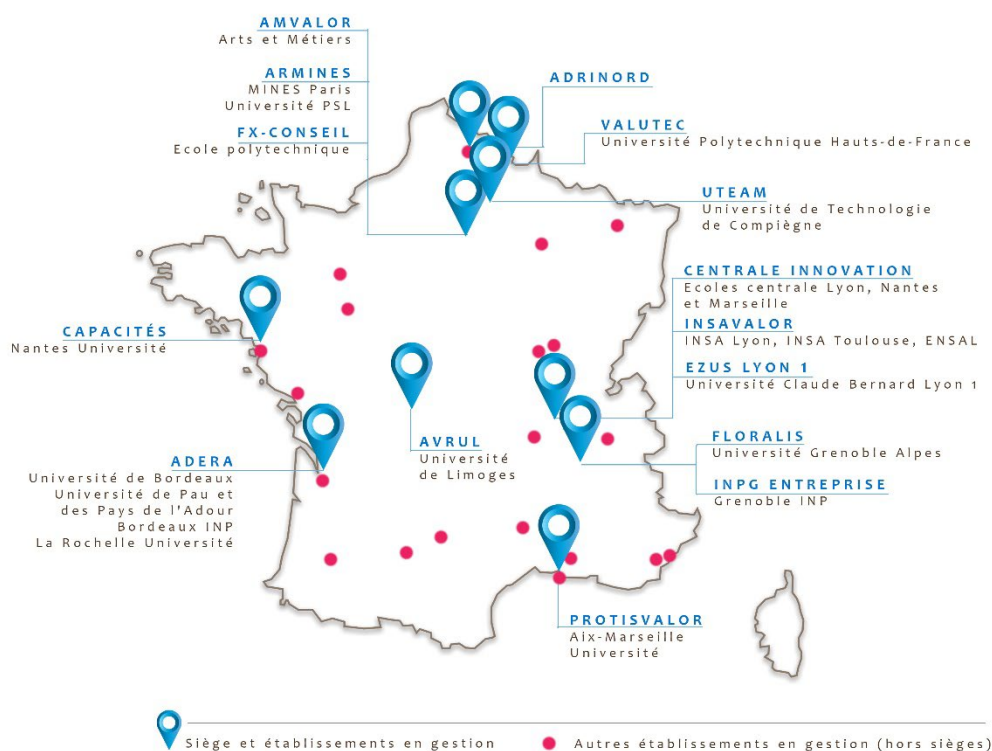 AMVALOR
Arts et Métiers
ARMINES
MINES Paris
Université PSL
FX-CONSEIL
Ecole polytechnique
ADRINORD
VALUTEC
Université Polytechnique Hauts-de-France
UTEAM
Université de Technologie
de Compiègne
CENTRALE INNOVATION
Ecoles centrale Lyon, Nantes
et Marseille
INSAVALOR
INSA Lyon, INSA Toulouse, ENSAL
EZUS LYON 1
Université Claude Bernard Lyon 1
CAPACITÉS
Nantes Université
AVRUL
Université
de Limoges
FLORALIS
Université Grenoble Alpes
INPG ENTREPRISE
Grenoble INP
ADERA
Université de Bordeaux
Université de Pau et
des Pays de l'Adour
Bordeaux INP
La Rochelle Université
PROTISVALOR
Aix-Marseille
Université
Siège et établissements en gestion
Autres établissements en gestion (hors sièges)